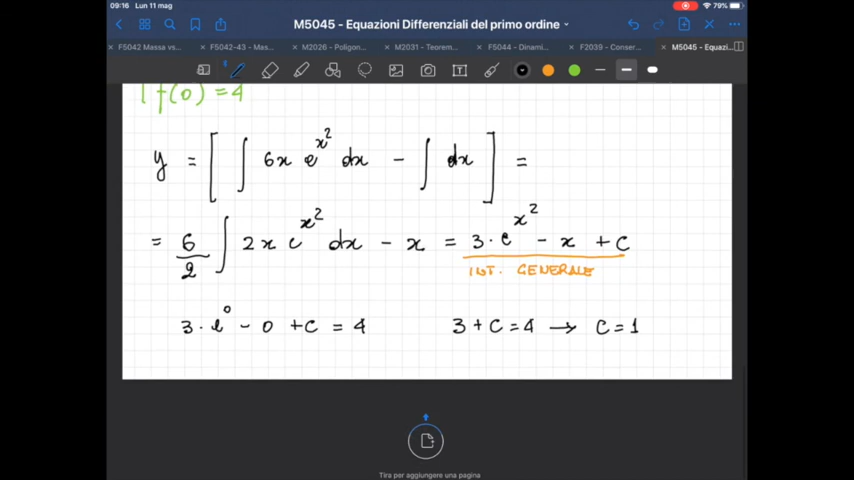 09:16 Lun 11 mag 79%
M5045 - Equazioni Differenziali del primo ordine
F5042 Massa vs... F5042-43 - Mas... M2026 - Poligon... M2031 - Teorem... F5044 - Dinami... F2039 - Conser... M5045 - Equazi...
f(0) = 4
y = [ ∫ 6x e^x² dx - ∫ dx ] =
= 6/2 ∫ 2x e^x² dx - x = 3·e^x² - x + c
INT. GENERALE
3·e⁰ - 0 + c = 4 3 + c = 4 → c = 1
Tira per aggiungere una pagina